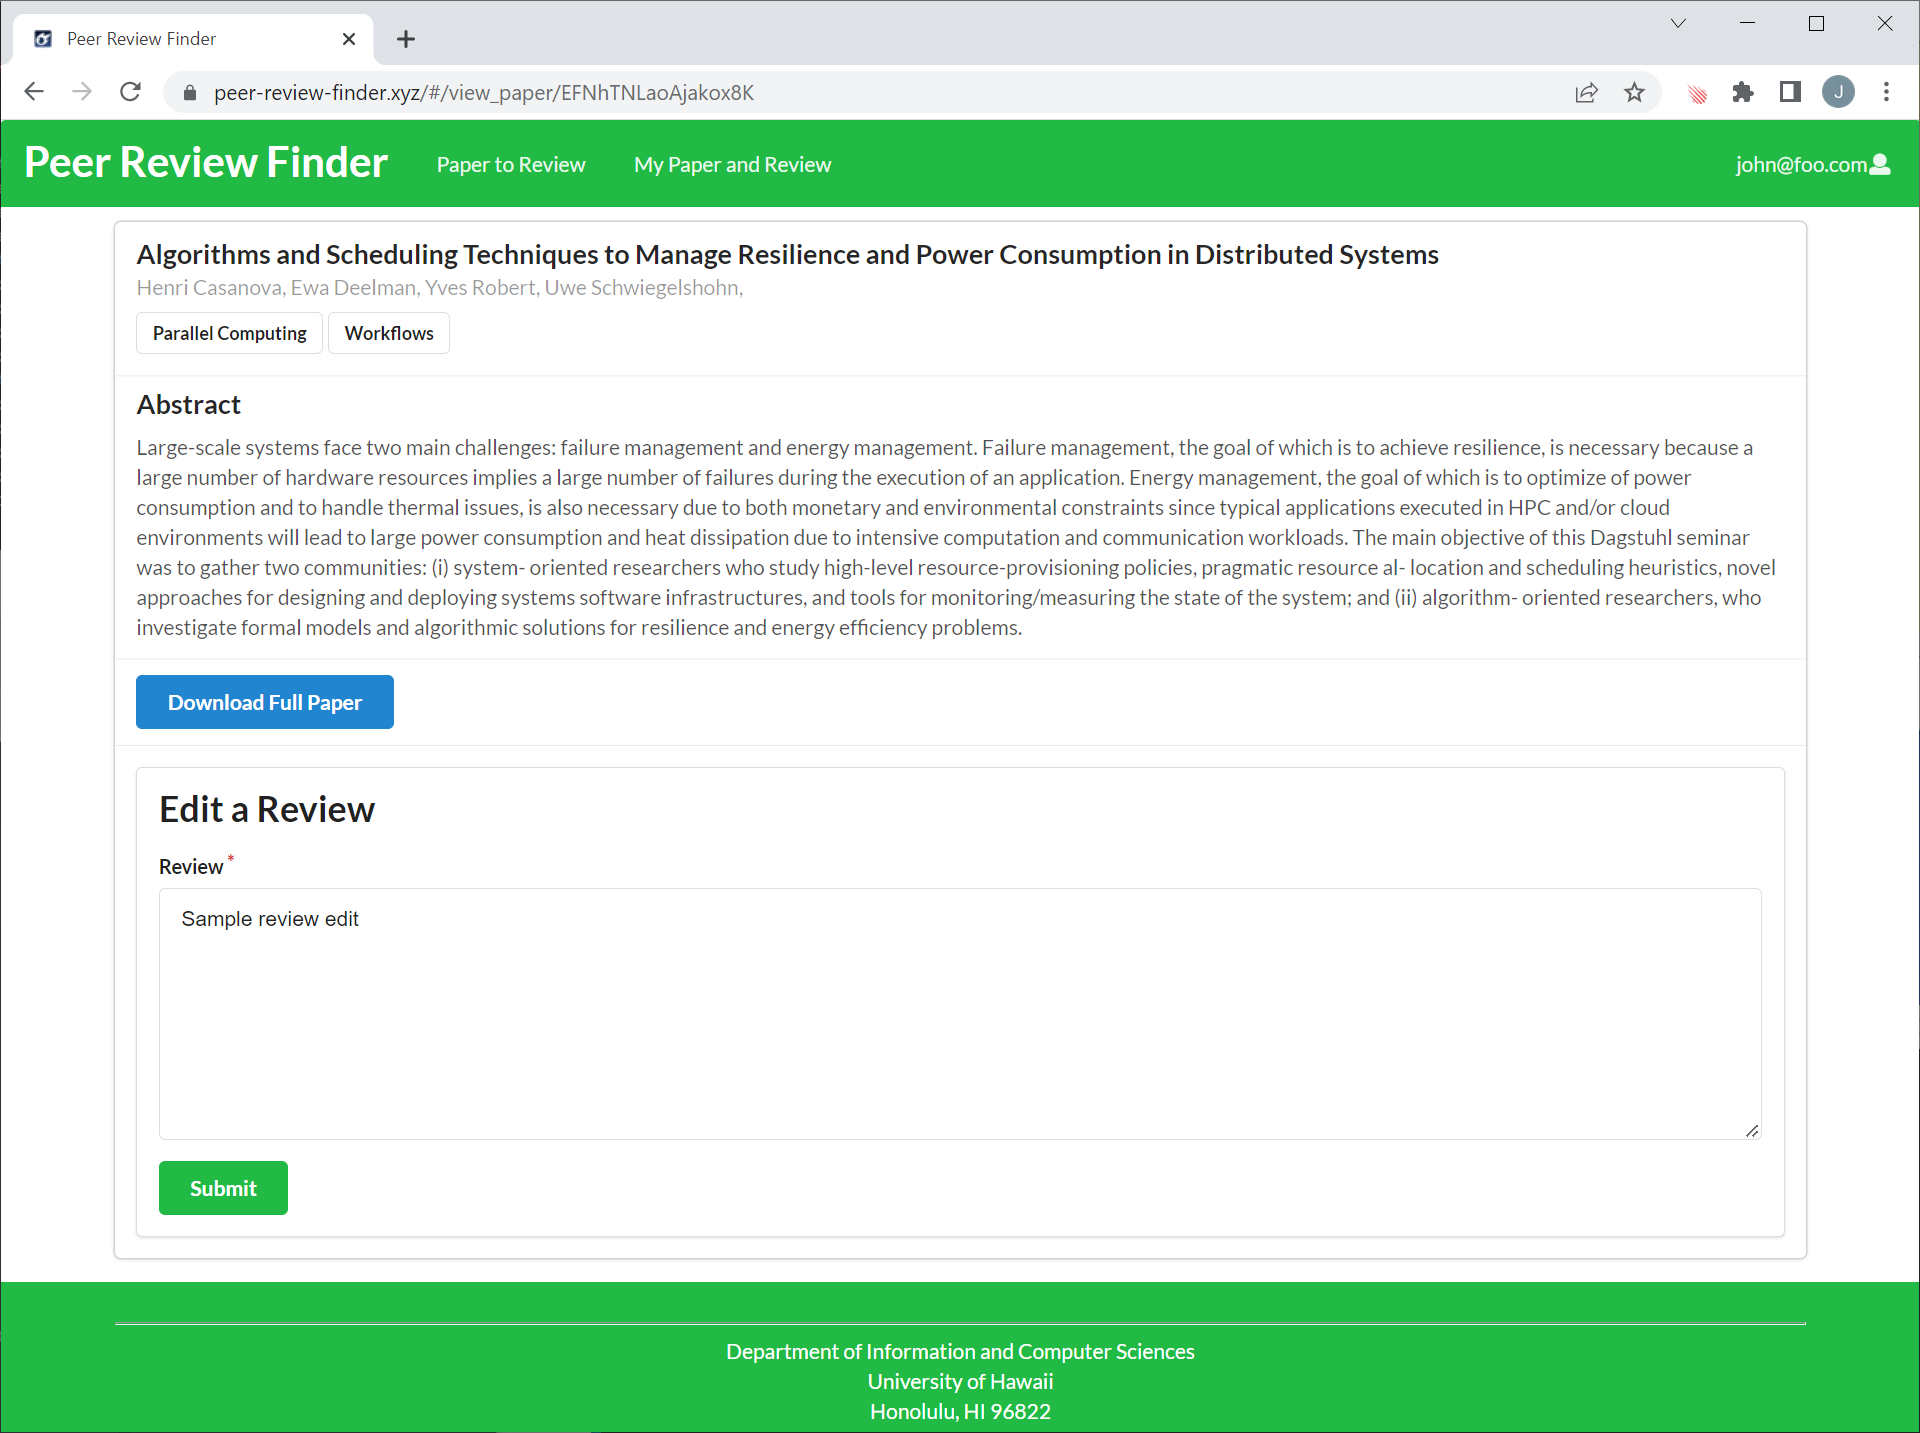 Peer Review Finder
peer-review-finder.xyz/#/view_paper/EFNhTNLaoAjakox8K
J
Peer Review Finder
Paper to Review
My Paper and Review
john@foo.com
Algorithms and Scheduling Techniques to Manage Resilience and Power Consumption in Distributed Systems
Henri Casanova, Ewa Deelman, Yves Robert, Uwe Schwiegelshohn,
Parallel Computing
Workflows
Abstract
Large-scale systems face two main challenges: failure management and energy management. Failure management, the goal of which is to achieve resilience, is necessary because a
large number of hardware resources implies a large number of failures during the execution of an application. Energy management, the goal of which is to optimize of power
consumption and to handle thermal issues, is also necessary due to both monetary and environmental constraints since typical applications executed in HPC and/or cloud
environments will lead to large power consumption and heat dissipation due to intensive computation and communication workloads. The main objective of this Dagstuhl seminar
was to gather two communities: (i) system- oriented researchers who study high-level resource-provisioning policies, pragmatic resource al- location and scheduling heuristics, novel
approaches for designing and deploying systems software infrastructures, and tools for monitoring/measuring the state of the system; and (ii) algorithm- oriented researchers, who
investigate formal models and algorithmic solutions for resilience and energy efficiency problems.
Download Full Paper
Edit a Review
Review *
Sample review edit
Submit
Department of Information and Computer Sciences
University of Hawaii
Honolulu, HI 96822